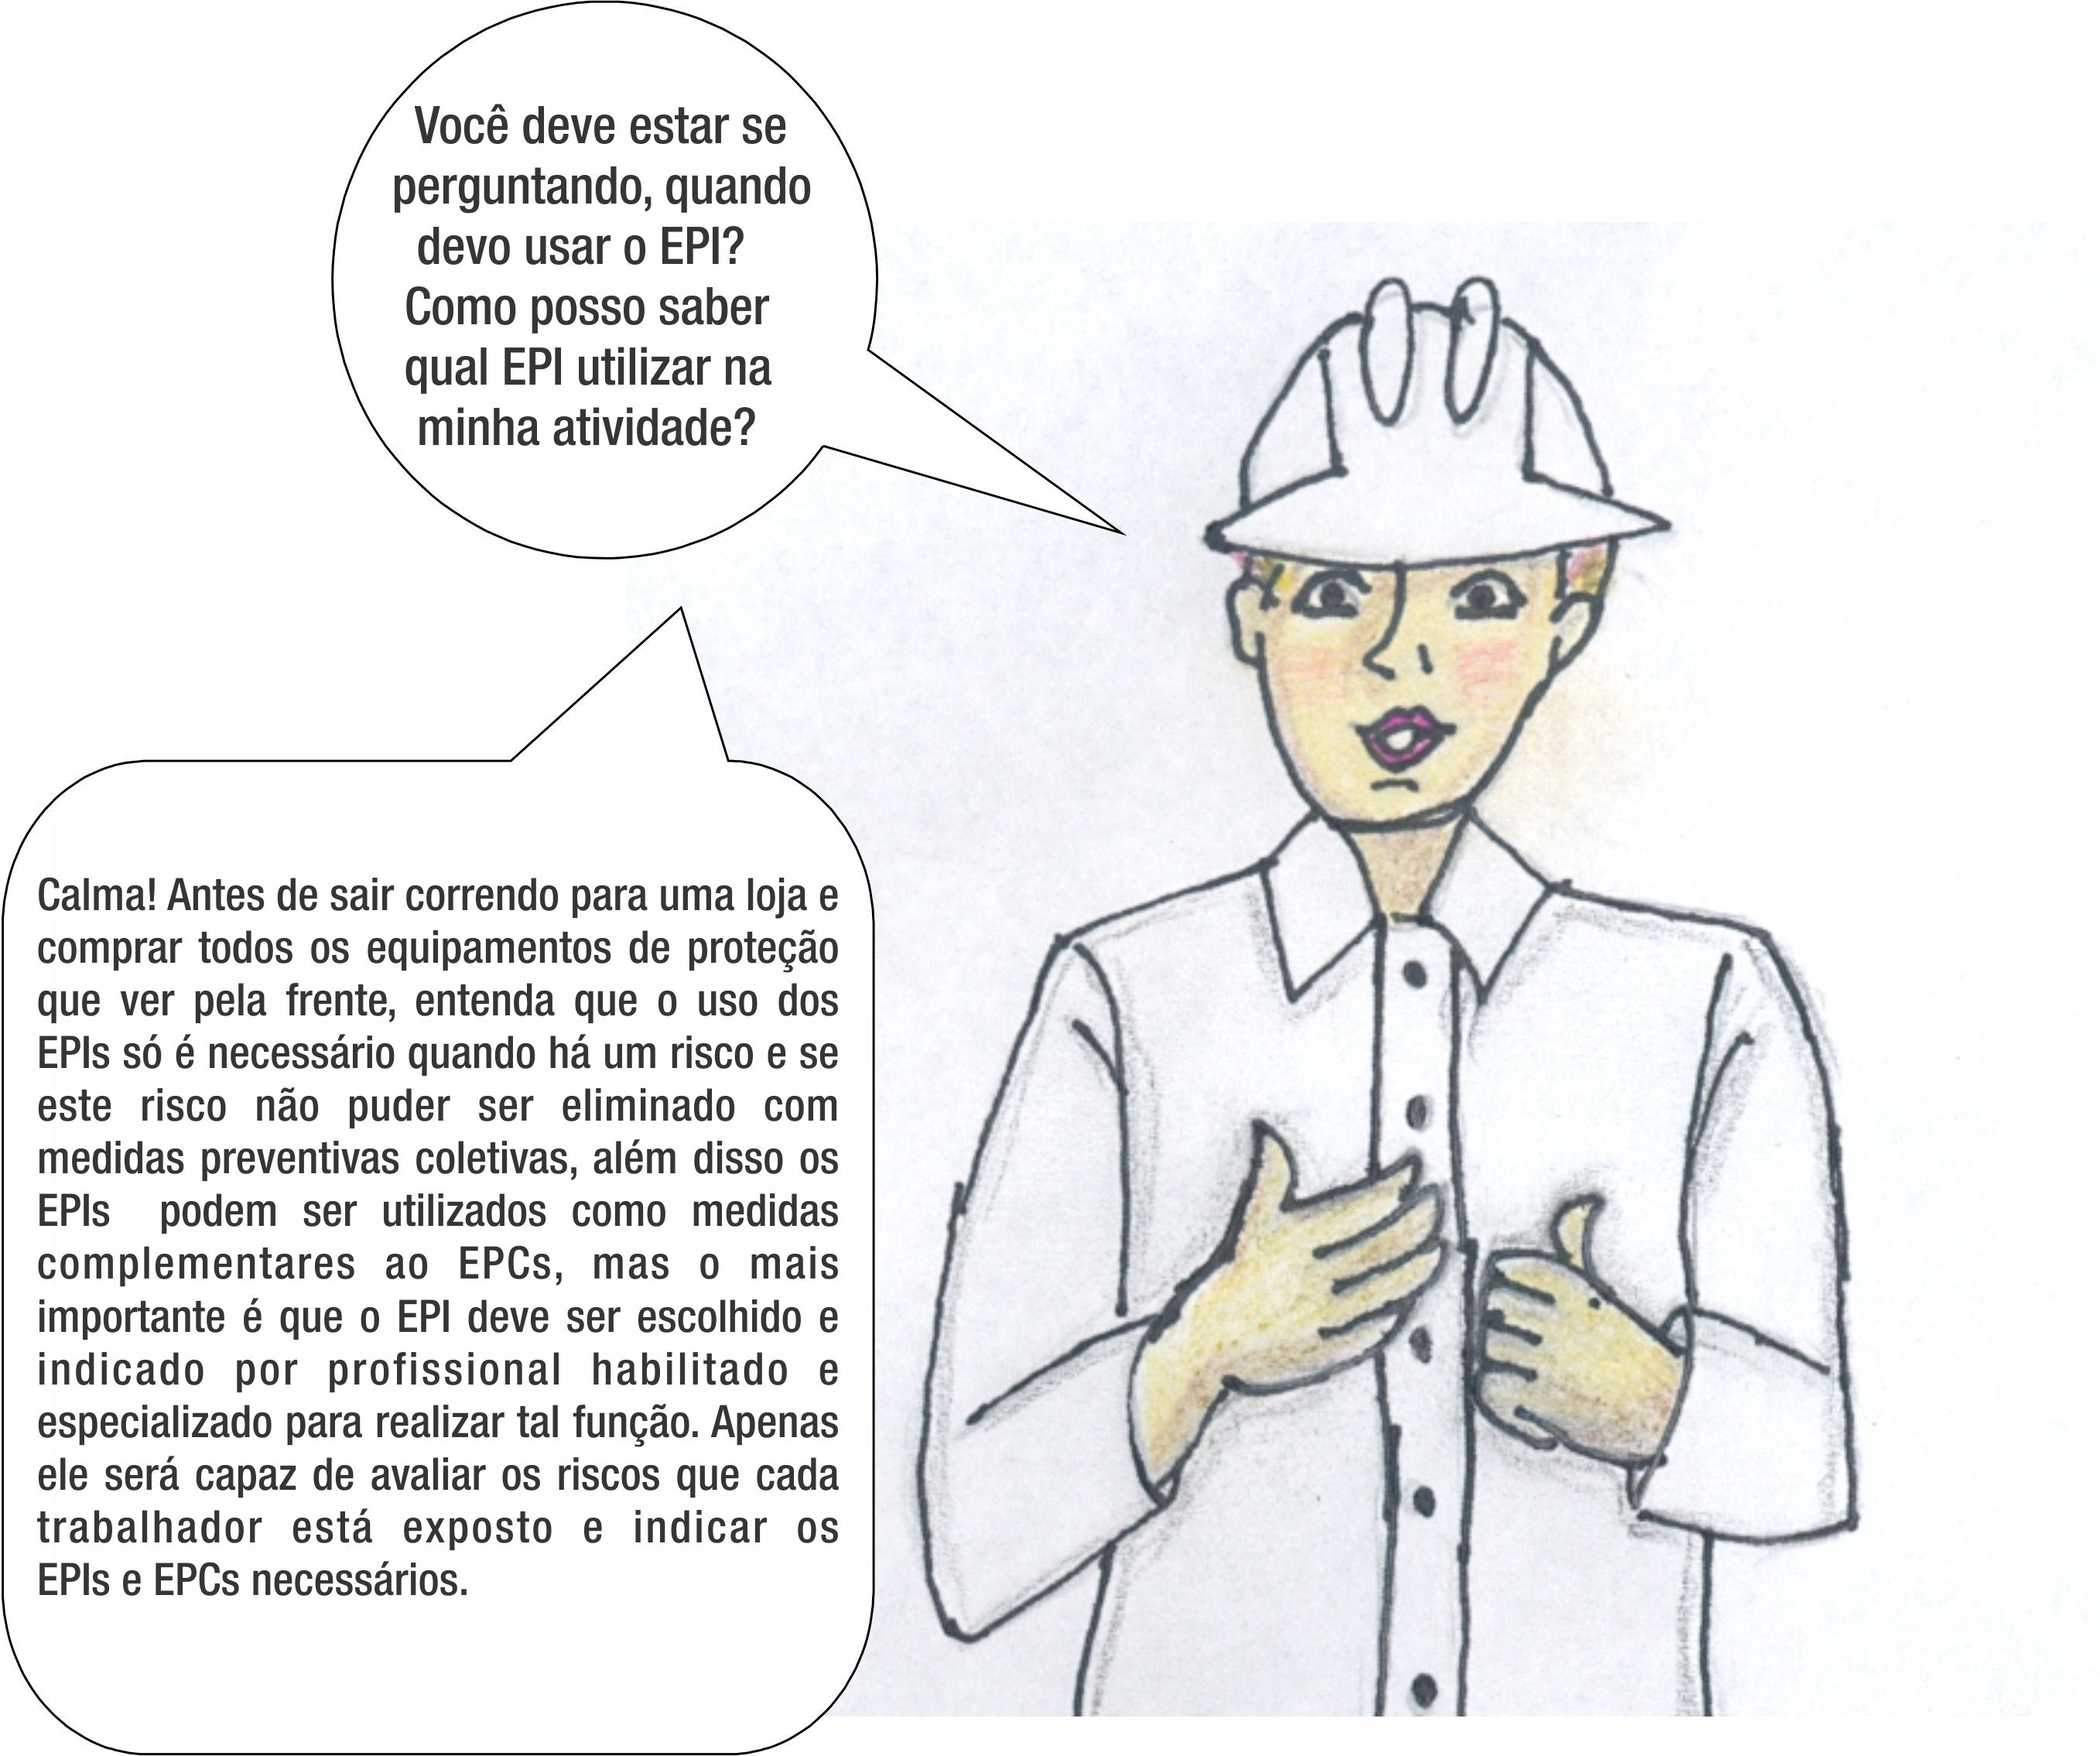 Você deve estar se
perguntando, quando
devo usar o EPI?
Como posso saber
qual EPI utilizar na
minha atividade?
Calma! Antes de sair correndo para uma loja e
comprar todos os equipamentos de proteção
que ver pela frente, entenda que o uso dos
EPIs só é necessário quando há um risco e se
este risco não puder ser eliminado com
medidas preventivas coletivas, além disso os
EPIs podem ser utilizados como medidas
complementares ao EPCs, mas o mais
importante é que o EPI deve ser escolhido e
indicado por profissional habilitado e
especializado para realizar tal função. Apenas
ele será capaz de avaliar os riscos que cada
trabalhador está exposto e indicar os
EPIs e EPCs necessários.